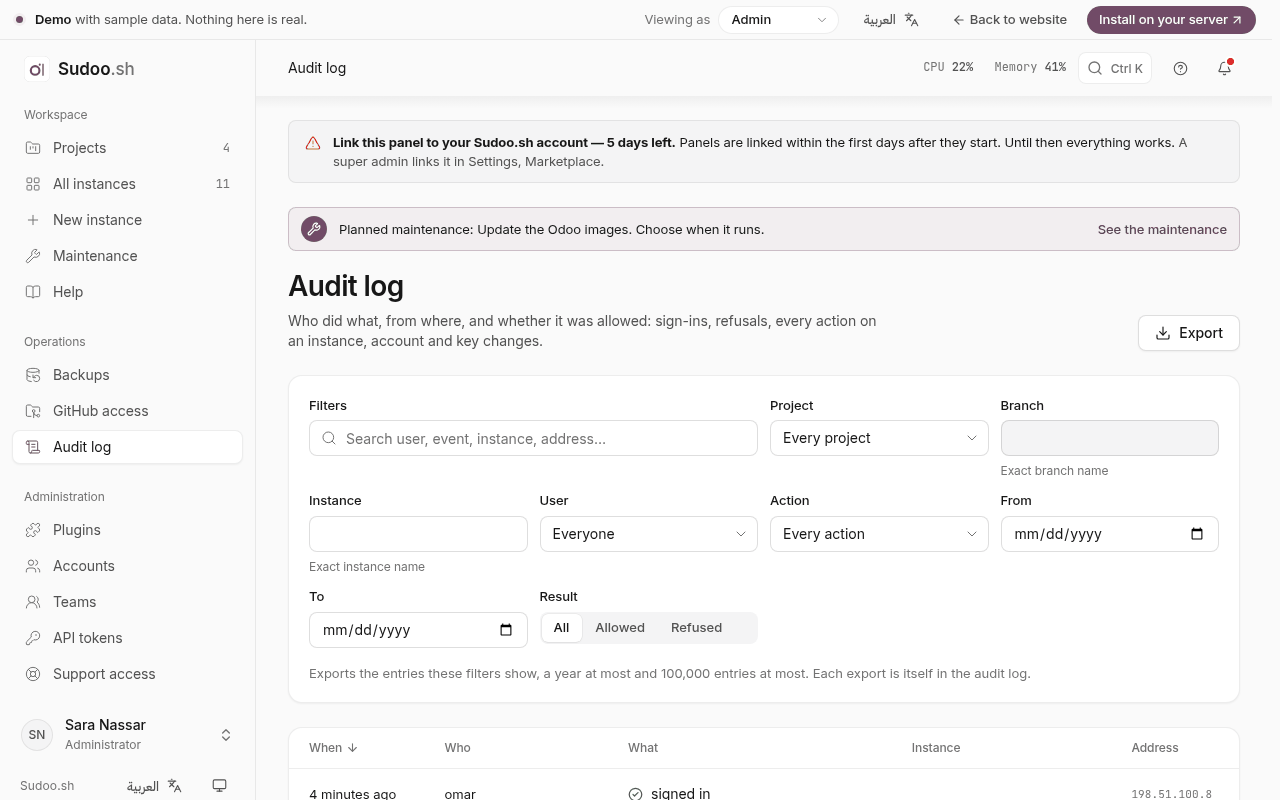 Demo with sample data. Nothing here is real.
Viewing as
Admin
العربية
Back to website
Install on your server
Sudoo.sh
Audit log
CPU 22%
Memory 41%
Ctrl K
Workspace
Projects 4
All instances 11
New instance
Maintenance
Help
Operations
Backups
GitHub access
Audit log
Administration
Plugins
Accounts
Teams
API tokens
Support access
SN
Sara Nassar
Administrator
Sudoo.sh
العربية
Link this panel to your Sudoo.sh account — 5 days left. Panels are linked within the first days after they start. Until then everything works. A
super admin links it in Settings, Marketplace.
Planned maintenance: Update the Odoo images. Choose when it runs.
See the maintenance
Audit log
Who did what, from where, and whether it was allowed: sign-ins, refusals, every action on
an instance, account and key changes.
Export
Filters
Search user, event, instance, address...
Project
Every project
Branch
Exact branch name
Instance
Exact instance name
User
Everyone
Action
Every action
From
mm/dd/yyyy
To
mm/dd/yyyy
Result
All
Allowed
Refused
Exports the entries these filters show, a year at most and 100,000 entries at most. Each export is itself in the audit log.
When Who What Instance Address
4 minutes ago omar signed in 198.51.100.8